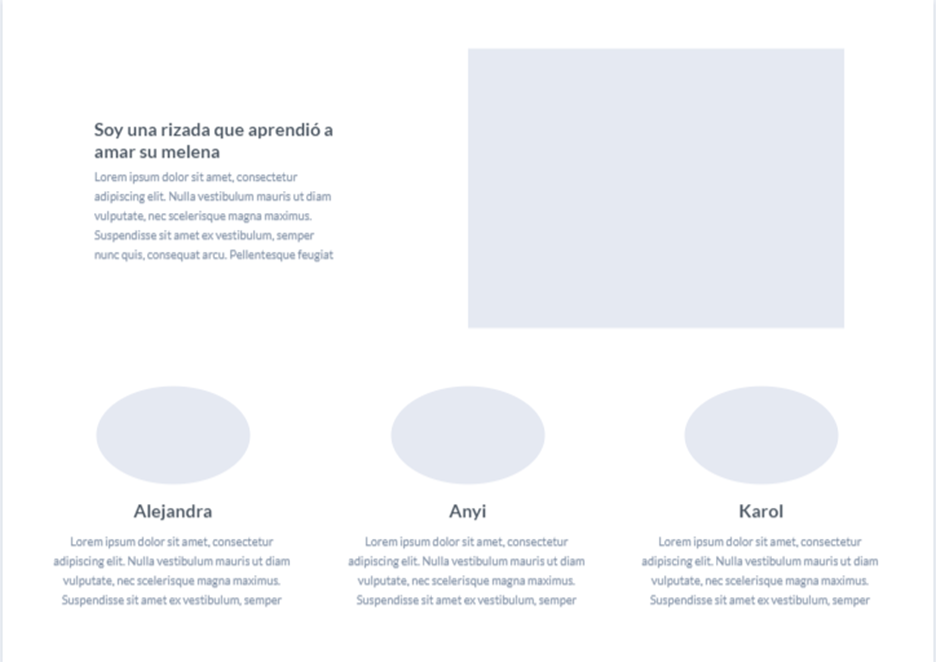 Soy una rizada que aprendió a
amar su melena
Lorem ipsum dolor sit amet, consectetur
adipiscing elit. Nulla vestibulum mauris ut diam
vulputate, nec scelerisque magna maximus.
Suspendisse sit amet ex vestibulum, semper
nunc quis, consequat arcu. Pellentesque feugiat
Alejandra
Lorem ipsum dolor sit amet, consectetur
adipiscing elit. Nulla vestibulum mauris ut diam
vulputate, nec scelerisque magna maximus.
Suspendisse sit amet ex vestibulum, semper
Anyi
Lorem ipsum dolor sit amet, consectetur
adipiscing elit. Nulla vestibulum mauris ut diam
vulputate, nec scelerisque magna maximus.
Suspendisse sit amet ex vestibulum, semper
Karol
Lorem ipsum dolor sit amet, consectetur
adipiscing elit. Nulla vestibulum mauris ut diam
vulputate, nec scelerisque magna maximus.
Suspendisse sit amet ex vestibulum, semper